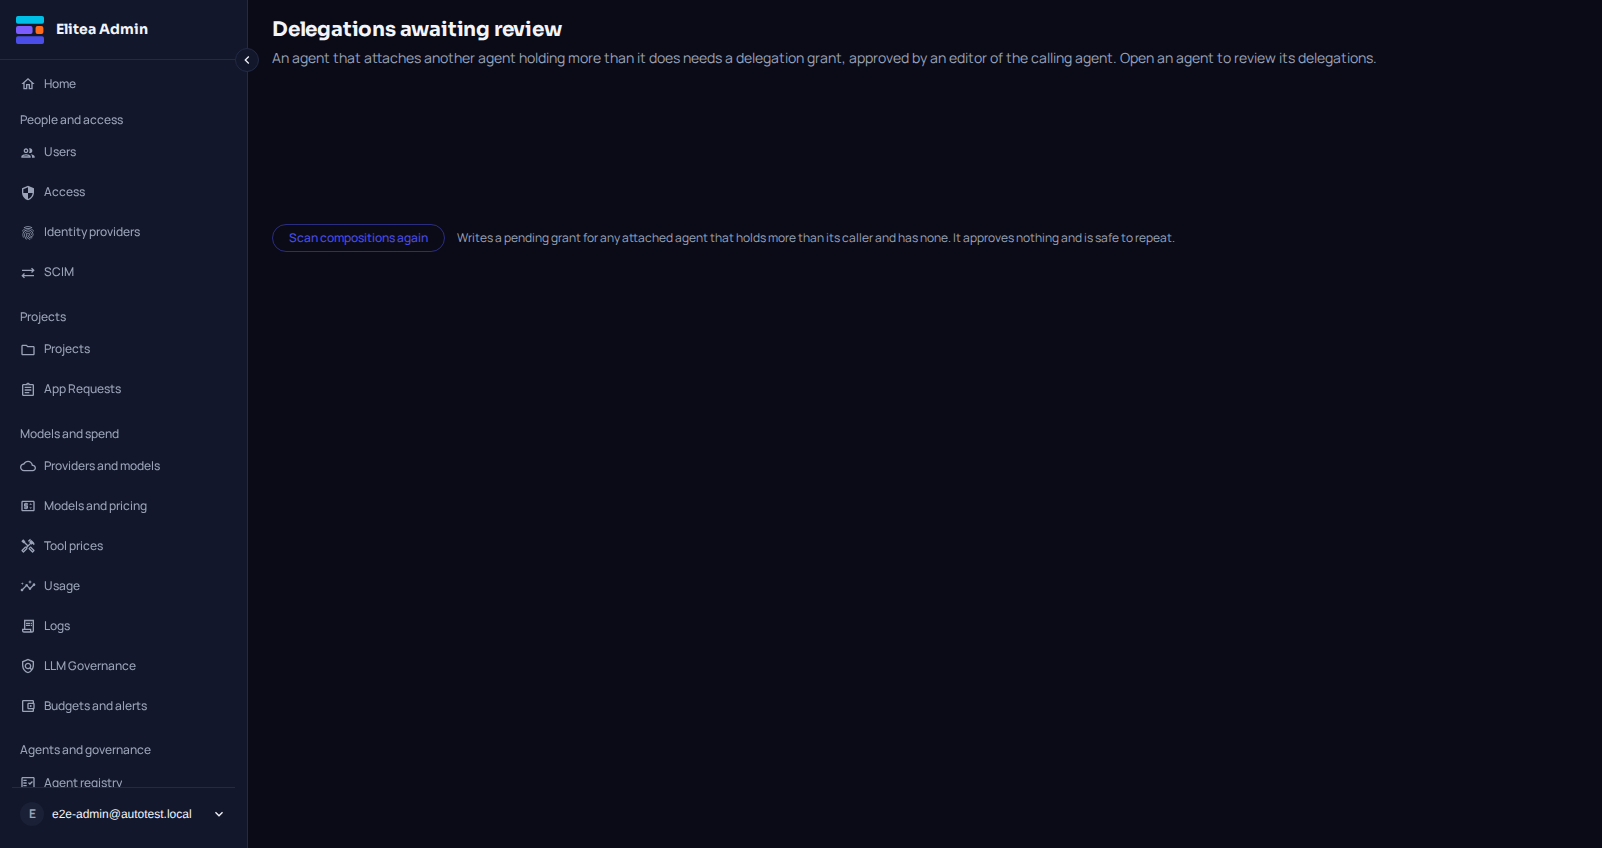 Elitea Admin
Home
People and access
Users
Access
Identity providers
SCIM
Projects
Projects
App Requests
Models and spend
Providers and models
Models and pricing
Tool prices
Usage
Logs
LLM Governance
Budgets and alerts
Agents and governance
Agent registry
E
e2e-admin@autotest.local
Delegations awaiting review
An agent that attaches another agent holding more than it does needs a delegation grant, approved by an editor of the calling agent. Open an agent to review its delegations.
Scan compositions again
Writes a pending grant for any attached agent that holds more than its caller and has none. It approves nothing and is safe to repeat.